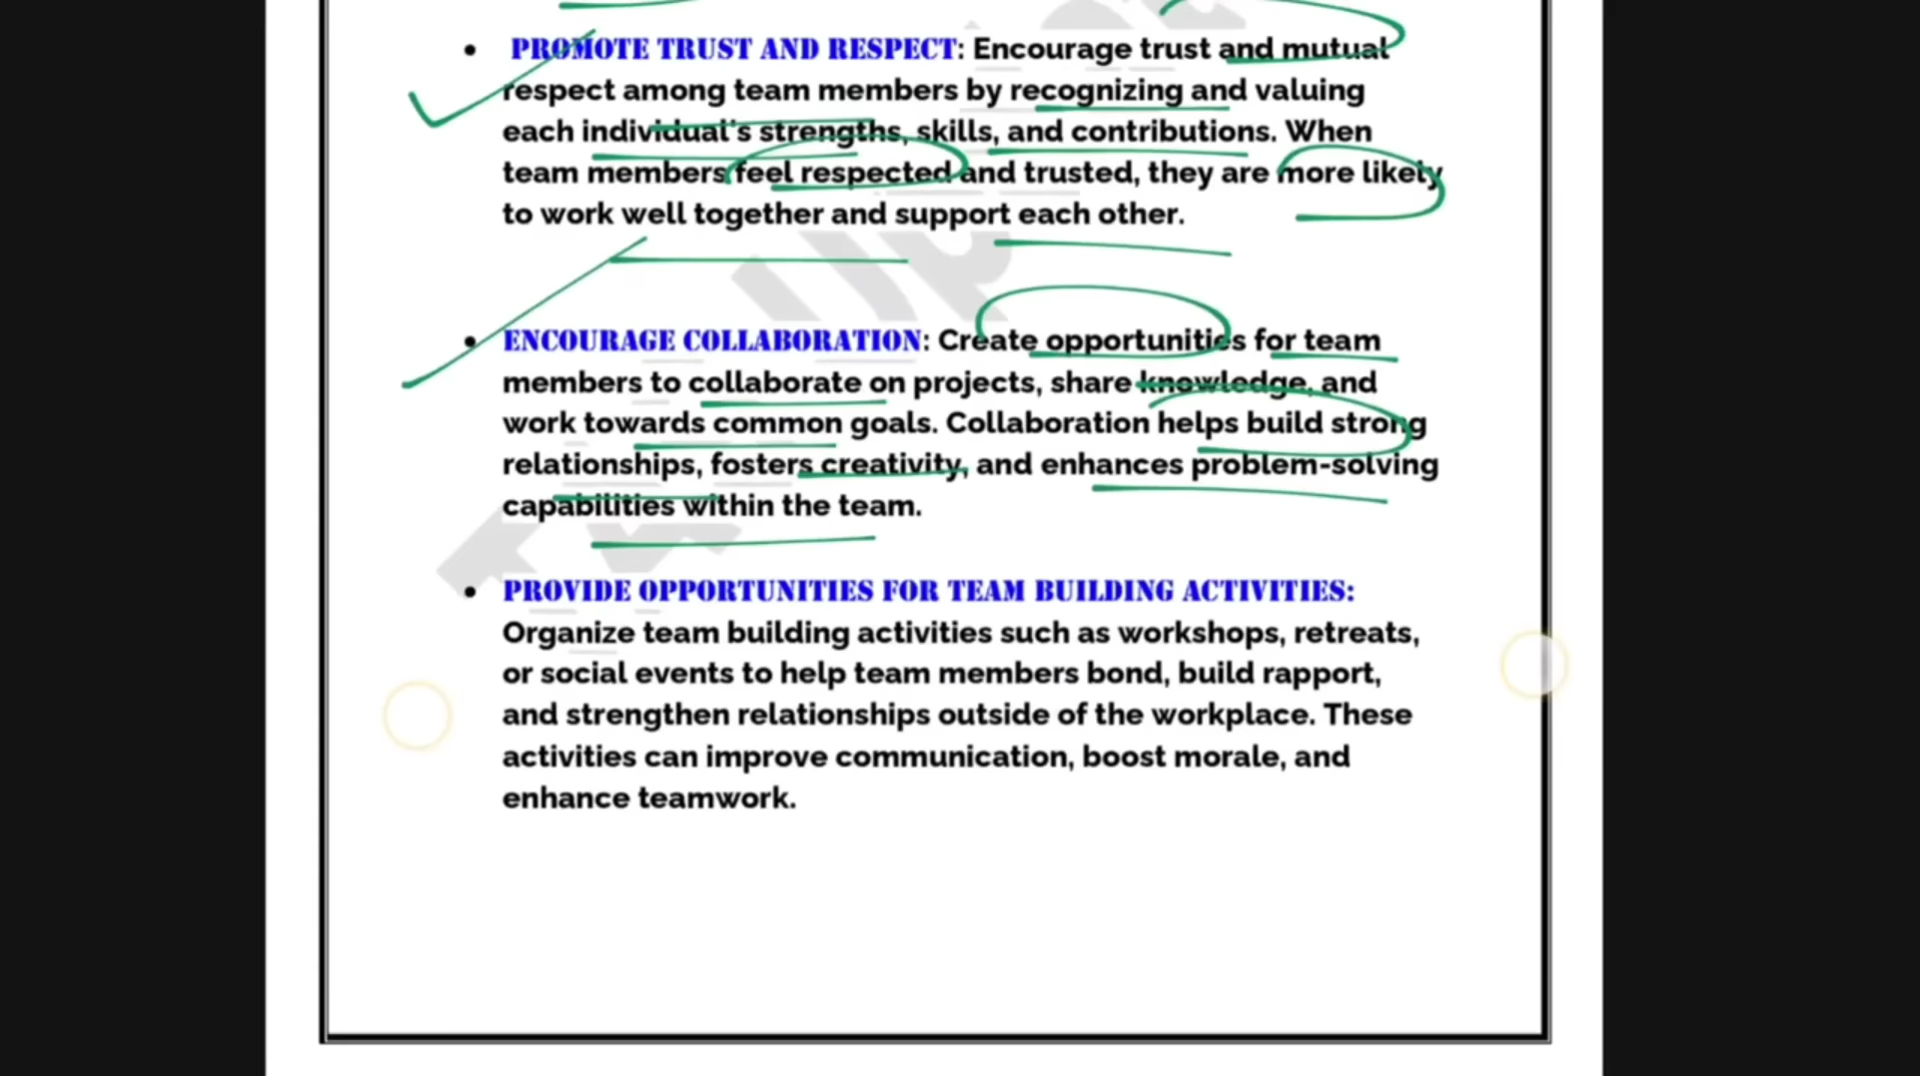 • PROMOTE TRUST AND RESPECT: Encourage trust and mutual
respect among team members by recognizing and valuing
each individual's strengths, skills, and contributions. When
team members feel respected and trusted, they are more likely
to work well together and support each other.
• ENCOURAGE COLLABORATION: Create opportunities for team
members to collaborate on projects, share knowledge, and
work towards common goals. Collaboration helps build strong
relationships, fosters creativity, and enhances problem-solving
capabilities within the team.
• PROVIDE OPPORTUNITIES FOR TEAM BUILDING ACTIVITIES:
Organize team building activities such as workshops, retreats,
or social events to help team members bond, build rapport,
and strengthen relationships outside of the workplace. These
activities can improve communication, boost morale, and
enhance teamwork.